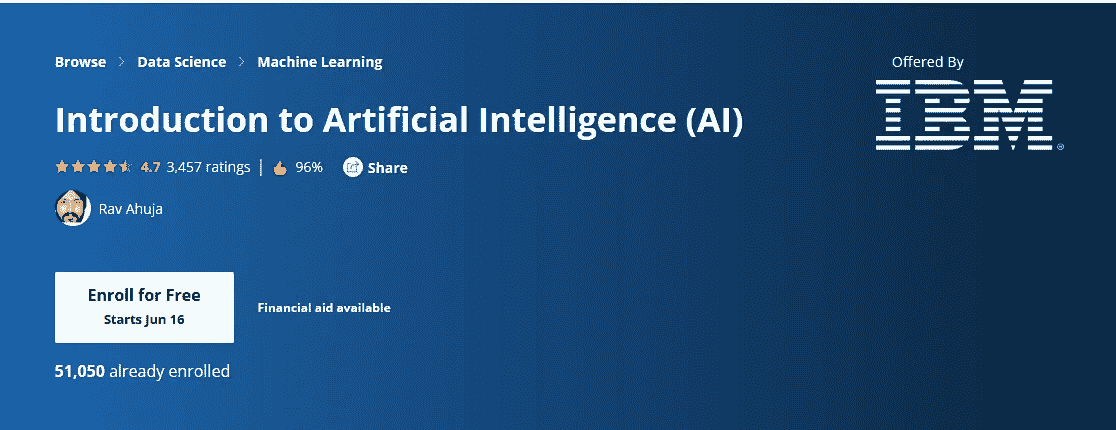 Browse > Data Science > Machine Learning
Offered By
IBM®
Introduction to Artificial Intelligence (AI)
4.7 3,457 ratings | 96% Share
Rav Ahuja
Enroll for Free
Starts Jun 16
Financial aid available
51,050 already enrolled